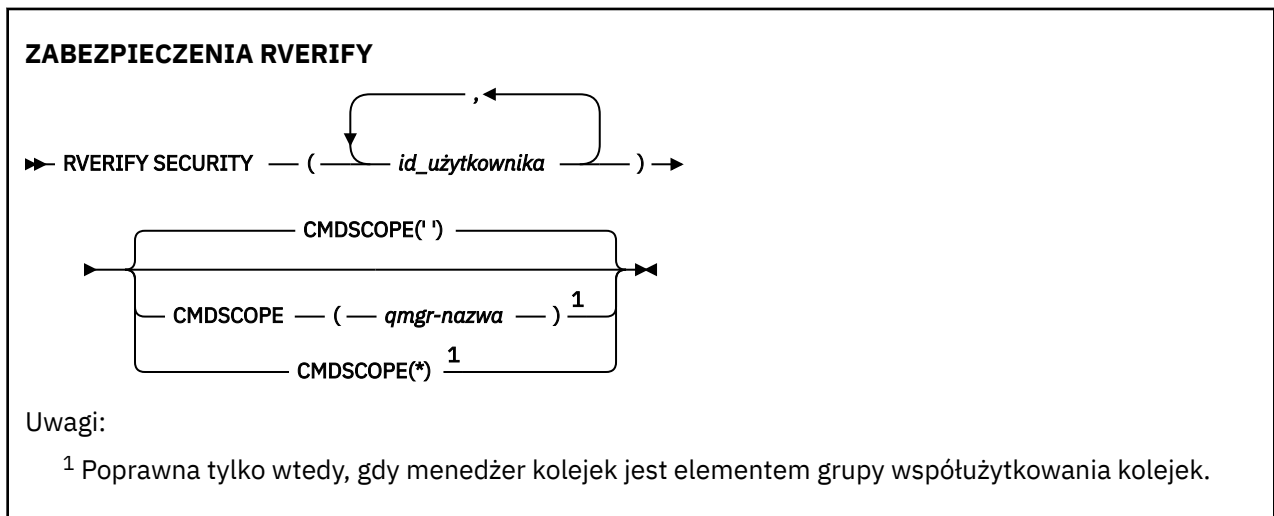 ZABEZPIECZENIA RVERIFY
,
RVERIFY SECURITY ( id_użytkownika )
CMDSCOPE(' ')
CMDSCOPE ( qmgr-nazwa ) 1
CMDSCOPE(*) 1
Uwagi:
1 Poprawna tylko wtedy, gdy menedżer kolejek jest elementem grupy współużytkowania kolejek.